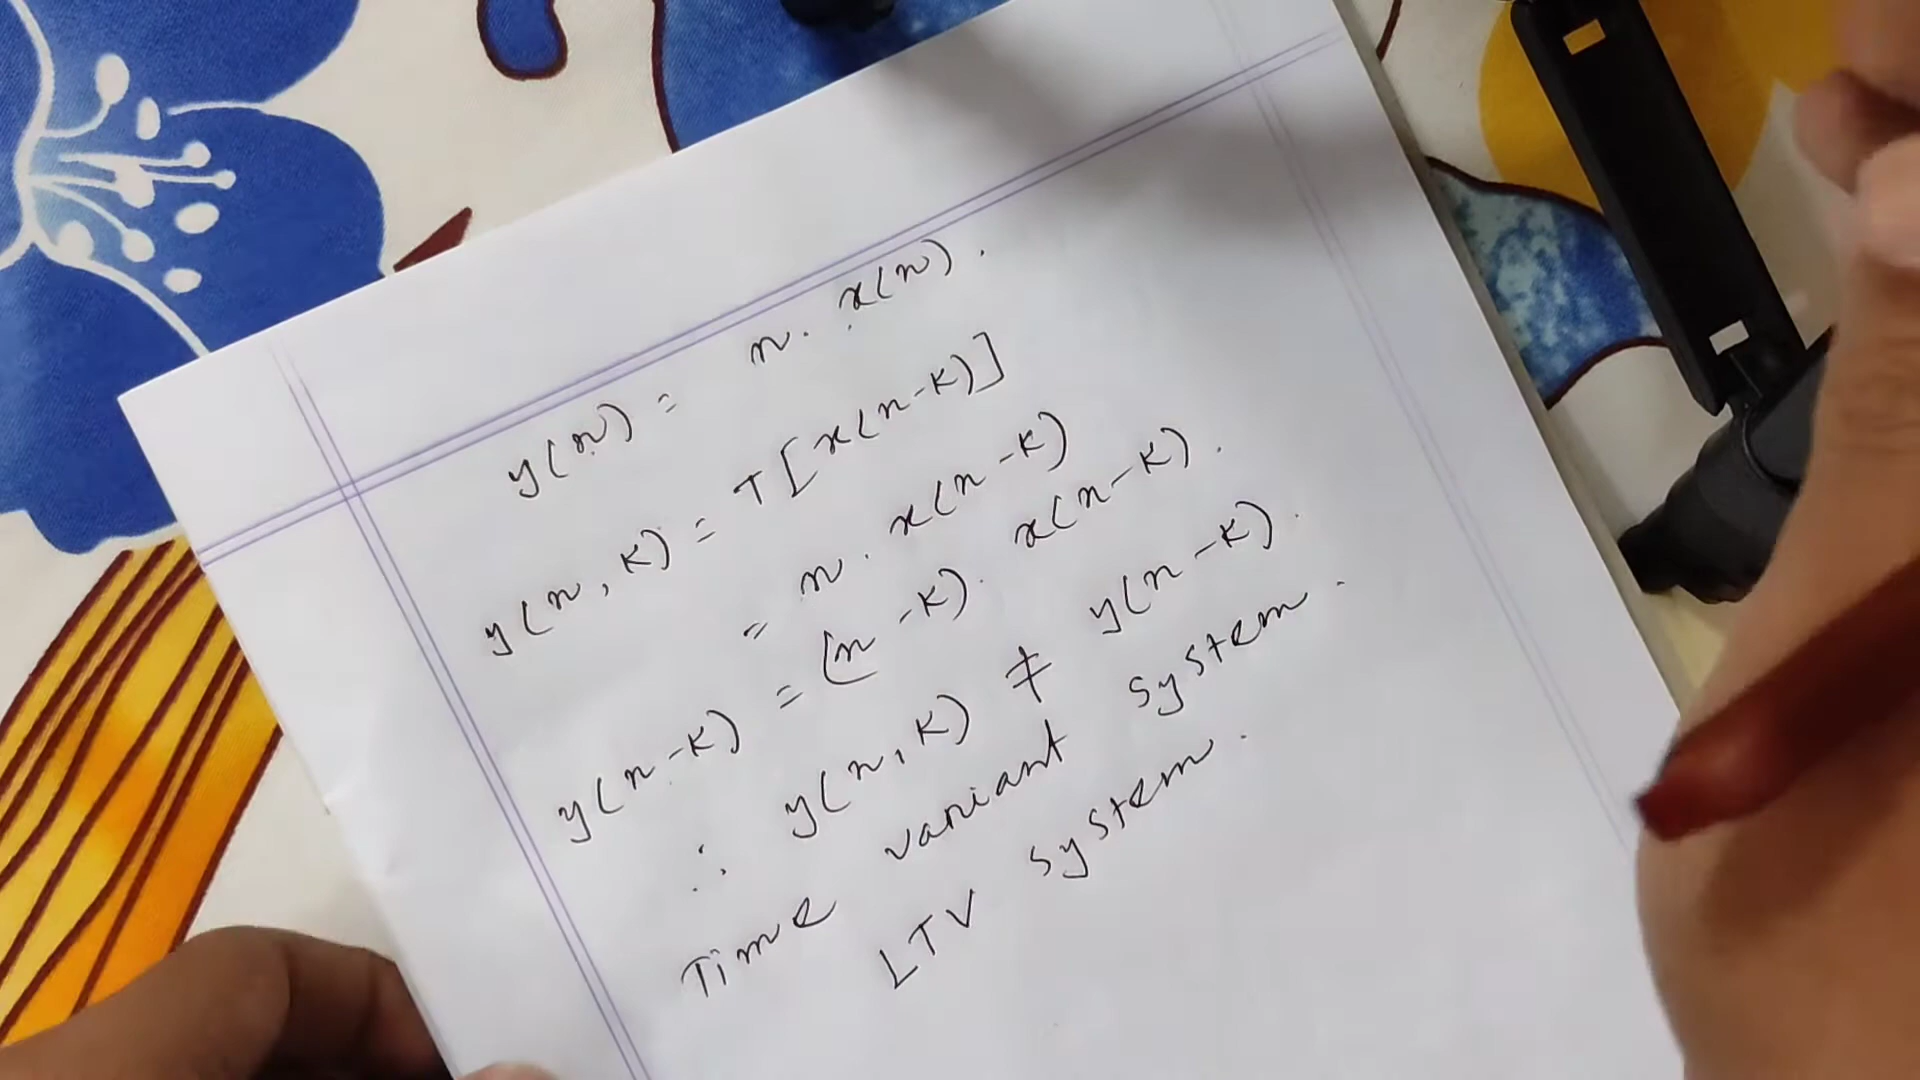 y(n) = n. x(n).
y(n, k) = T[x(n-k)]
= n. x(n-k)
y(n-k) = (n-k). x(n-k).
∴ y(n, k) ≠ y(n-k).
Time variant system.
LTV system.